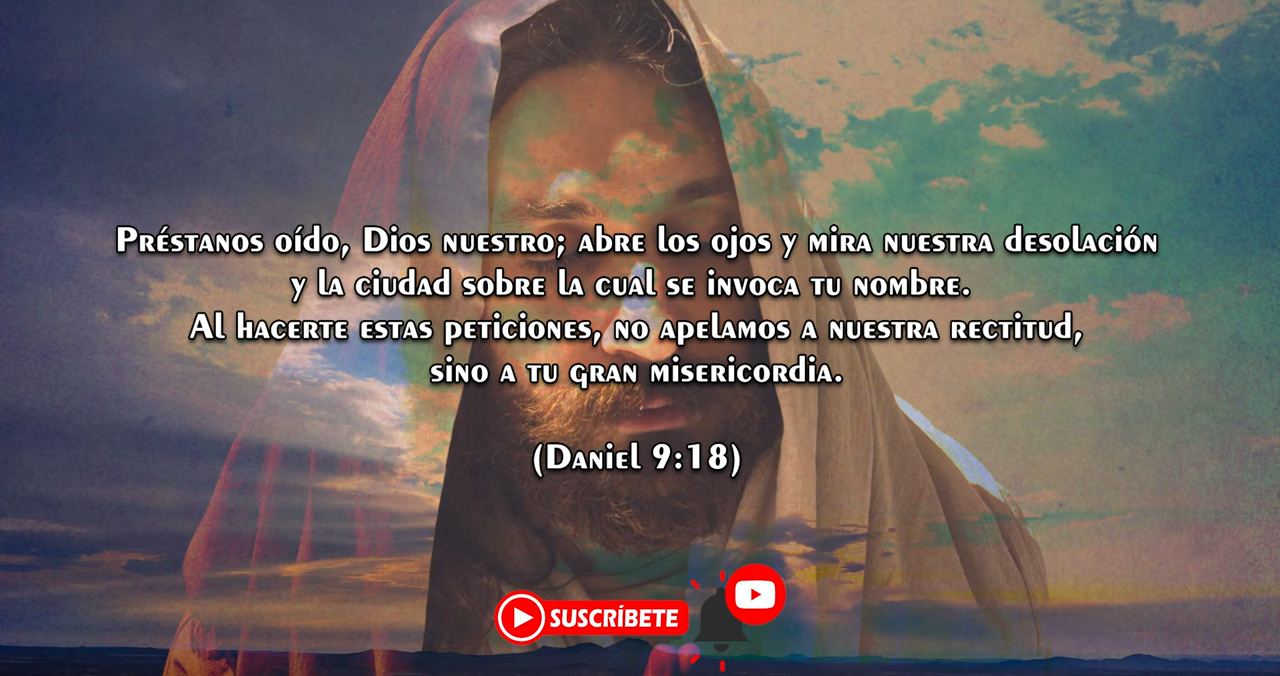 Préstanos oído, Dios nuestro; abre los ojos y mira nuestra desolación
y la ciudad sobre la cual se invoca tu nombre.
Al hacerte estas peticiones, no apelamos a nuestra rectitud,
sino a tu gran misericordia.
(Daniel 9:18)
SUSCRÍBETE